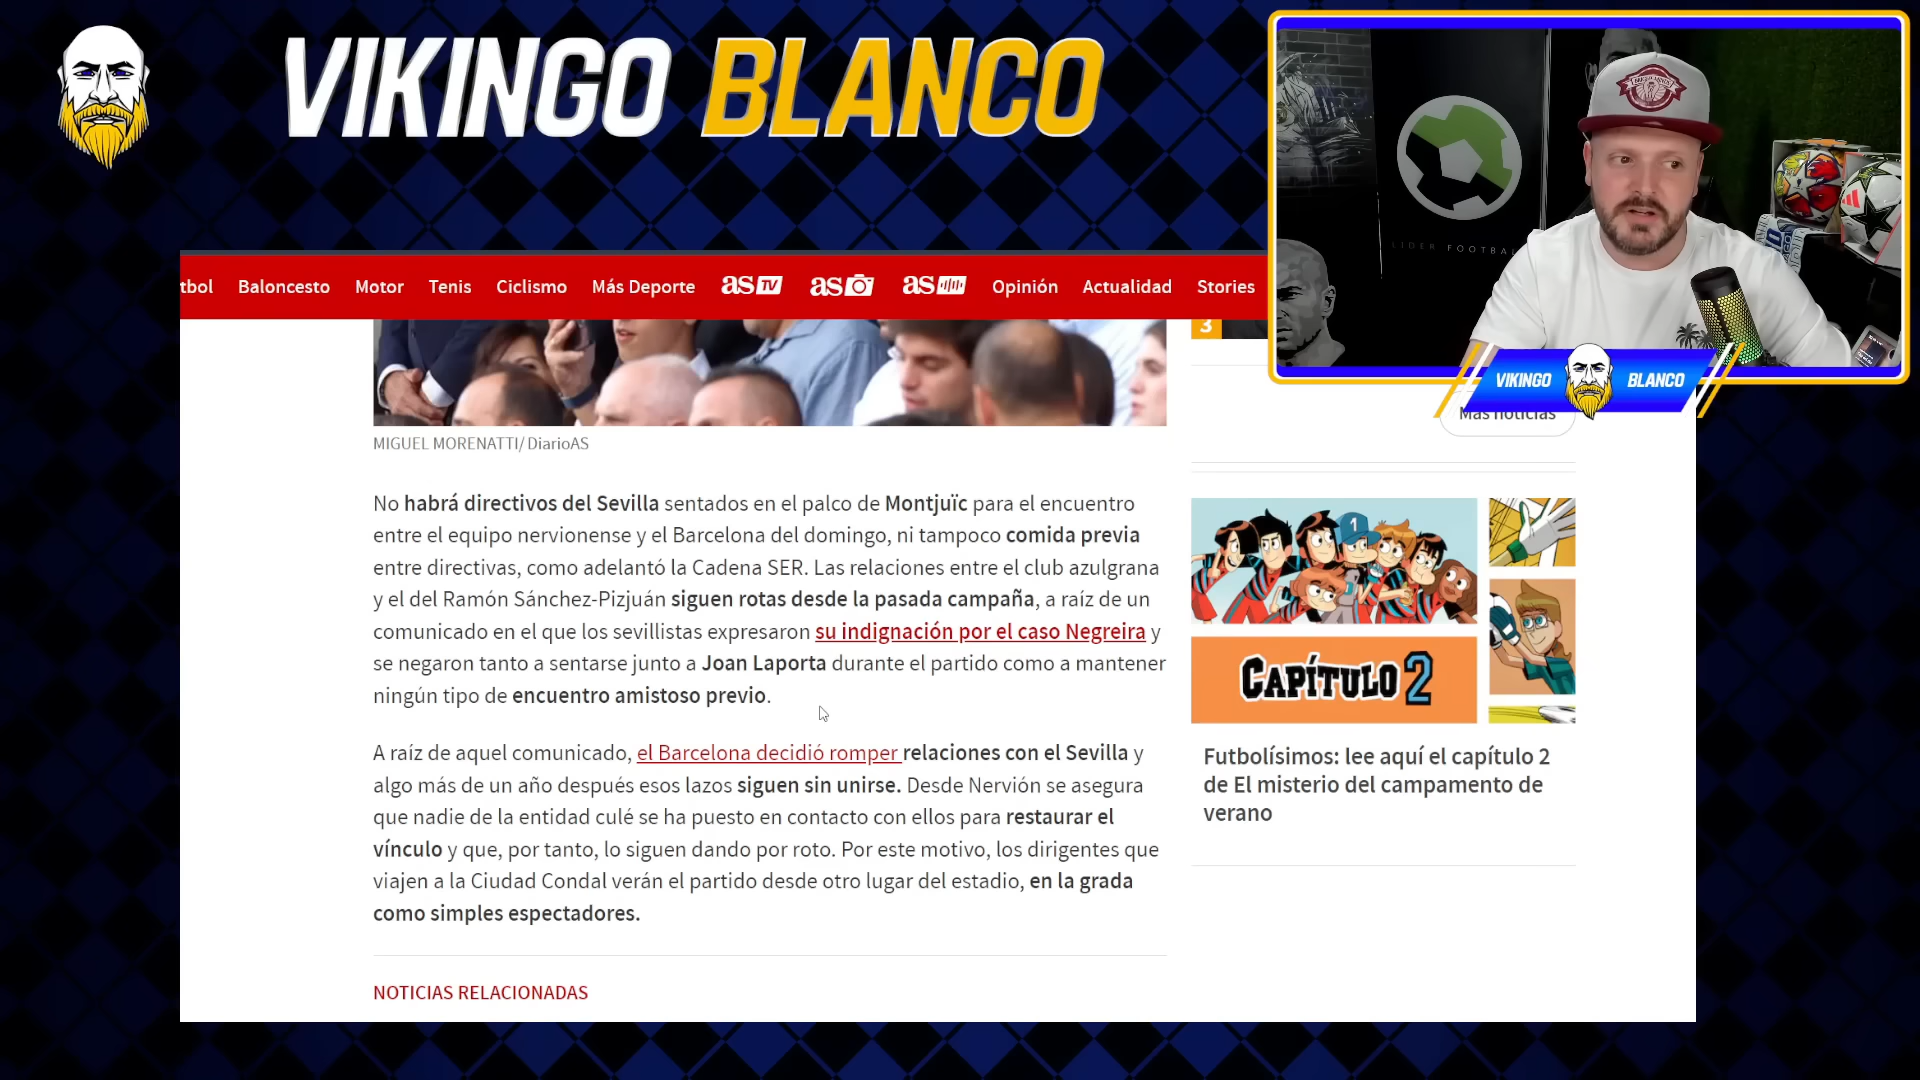 VIKINGO BLANCO
LIDER FOOTBAL
tbol Baloncesto Motor Tenis Ciclismo Más Deporte as TV as as Opinión Actualidad Stories
3
VIKINGO BLANCO
Más noticias
MIGUEL MORENATTI/ DiarioAS
No habrá directivos del Sevilla sentados en el palco de Montjuïc para el encuentro
entre el equipo nervionense y el Barcelona del domingo, ni tampoco comida previa
entre directivas, como adelantó la Cadena SER. Las relaciones entre el club azulgrana
y el del Ramón Sánchez-Pizjuán siguen rotas desde la pasada campaña, a raíz de un
comunicado en el que los sevillistas expresaron su indignación por el caso Negreira y
se negaron tanto a sentarse junto a Joan Laporta durante el partido como a mantener
ningún tipo de encuentro amistoso previo.
A raíz de aquel comunicado, el Barcelona decidió romper relaciones con el Sevilla y
algo más de un año después esos lazos siguen sin unirse. Desde Nervión se asegura
que nadie de la entidad culé se ha puesto en contacto con ellos para restaurar el
vínculo y que, por tanto, lo siguen dando por roto. Por este motivo, los dirigentes que
viajen a la Ciudad Condal verán el partido desde otro lugar del estadio, en la grada
como simples espectadores.
NOTICIAS RELACIONADAS
1
CAPÍTULO 2
Futbolísimos: lee aquí el capítulo 2
de El misterio del campamento de
verano